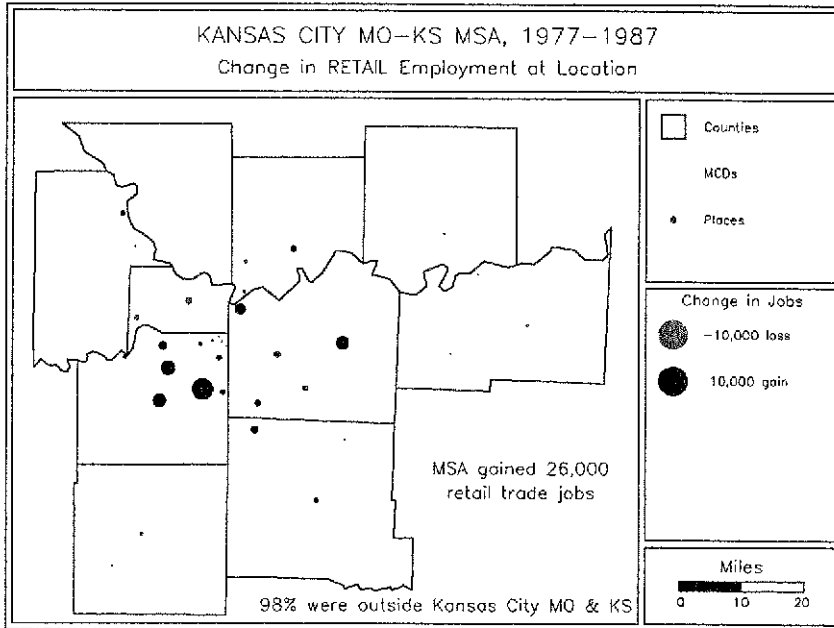 KANSAS CITY MO-KS MSA, 1977-1987
Change in RETAIL Employment at Location
Counties
MCDs
Places
Change in Jobs
-10,000 loss
10,000 gain
MSA gained 26,000
retail trade jobs
98% were outside Kansas City MO & KS
Miles
0 10 20